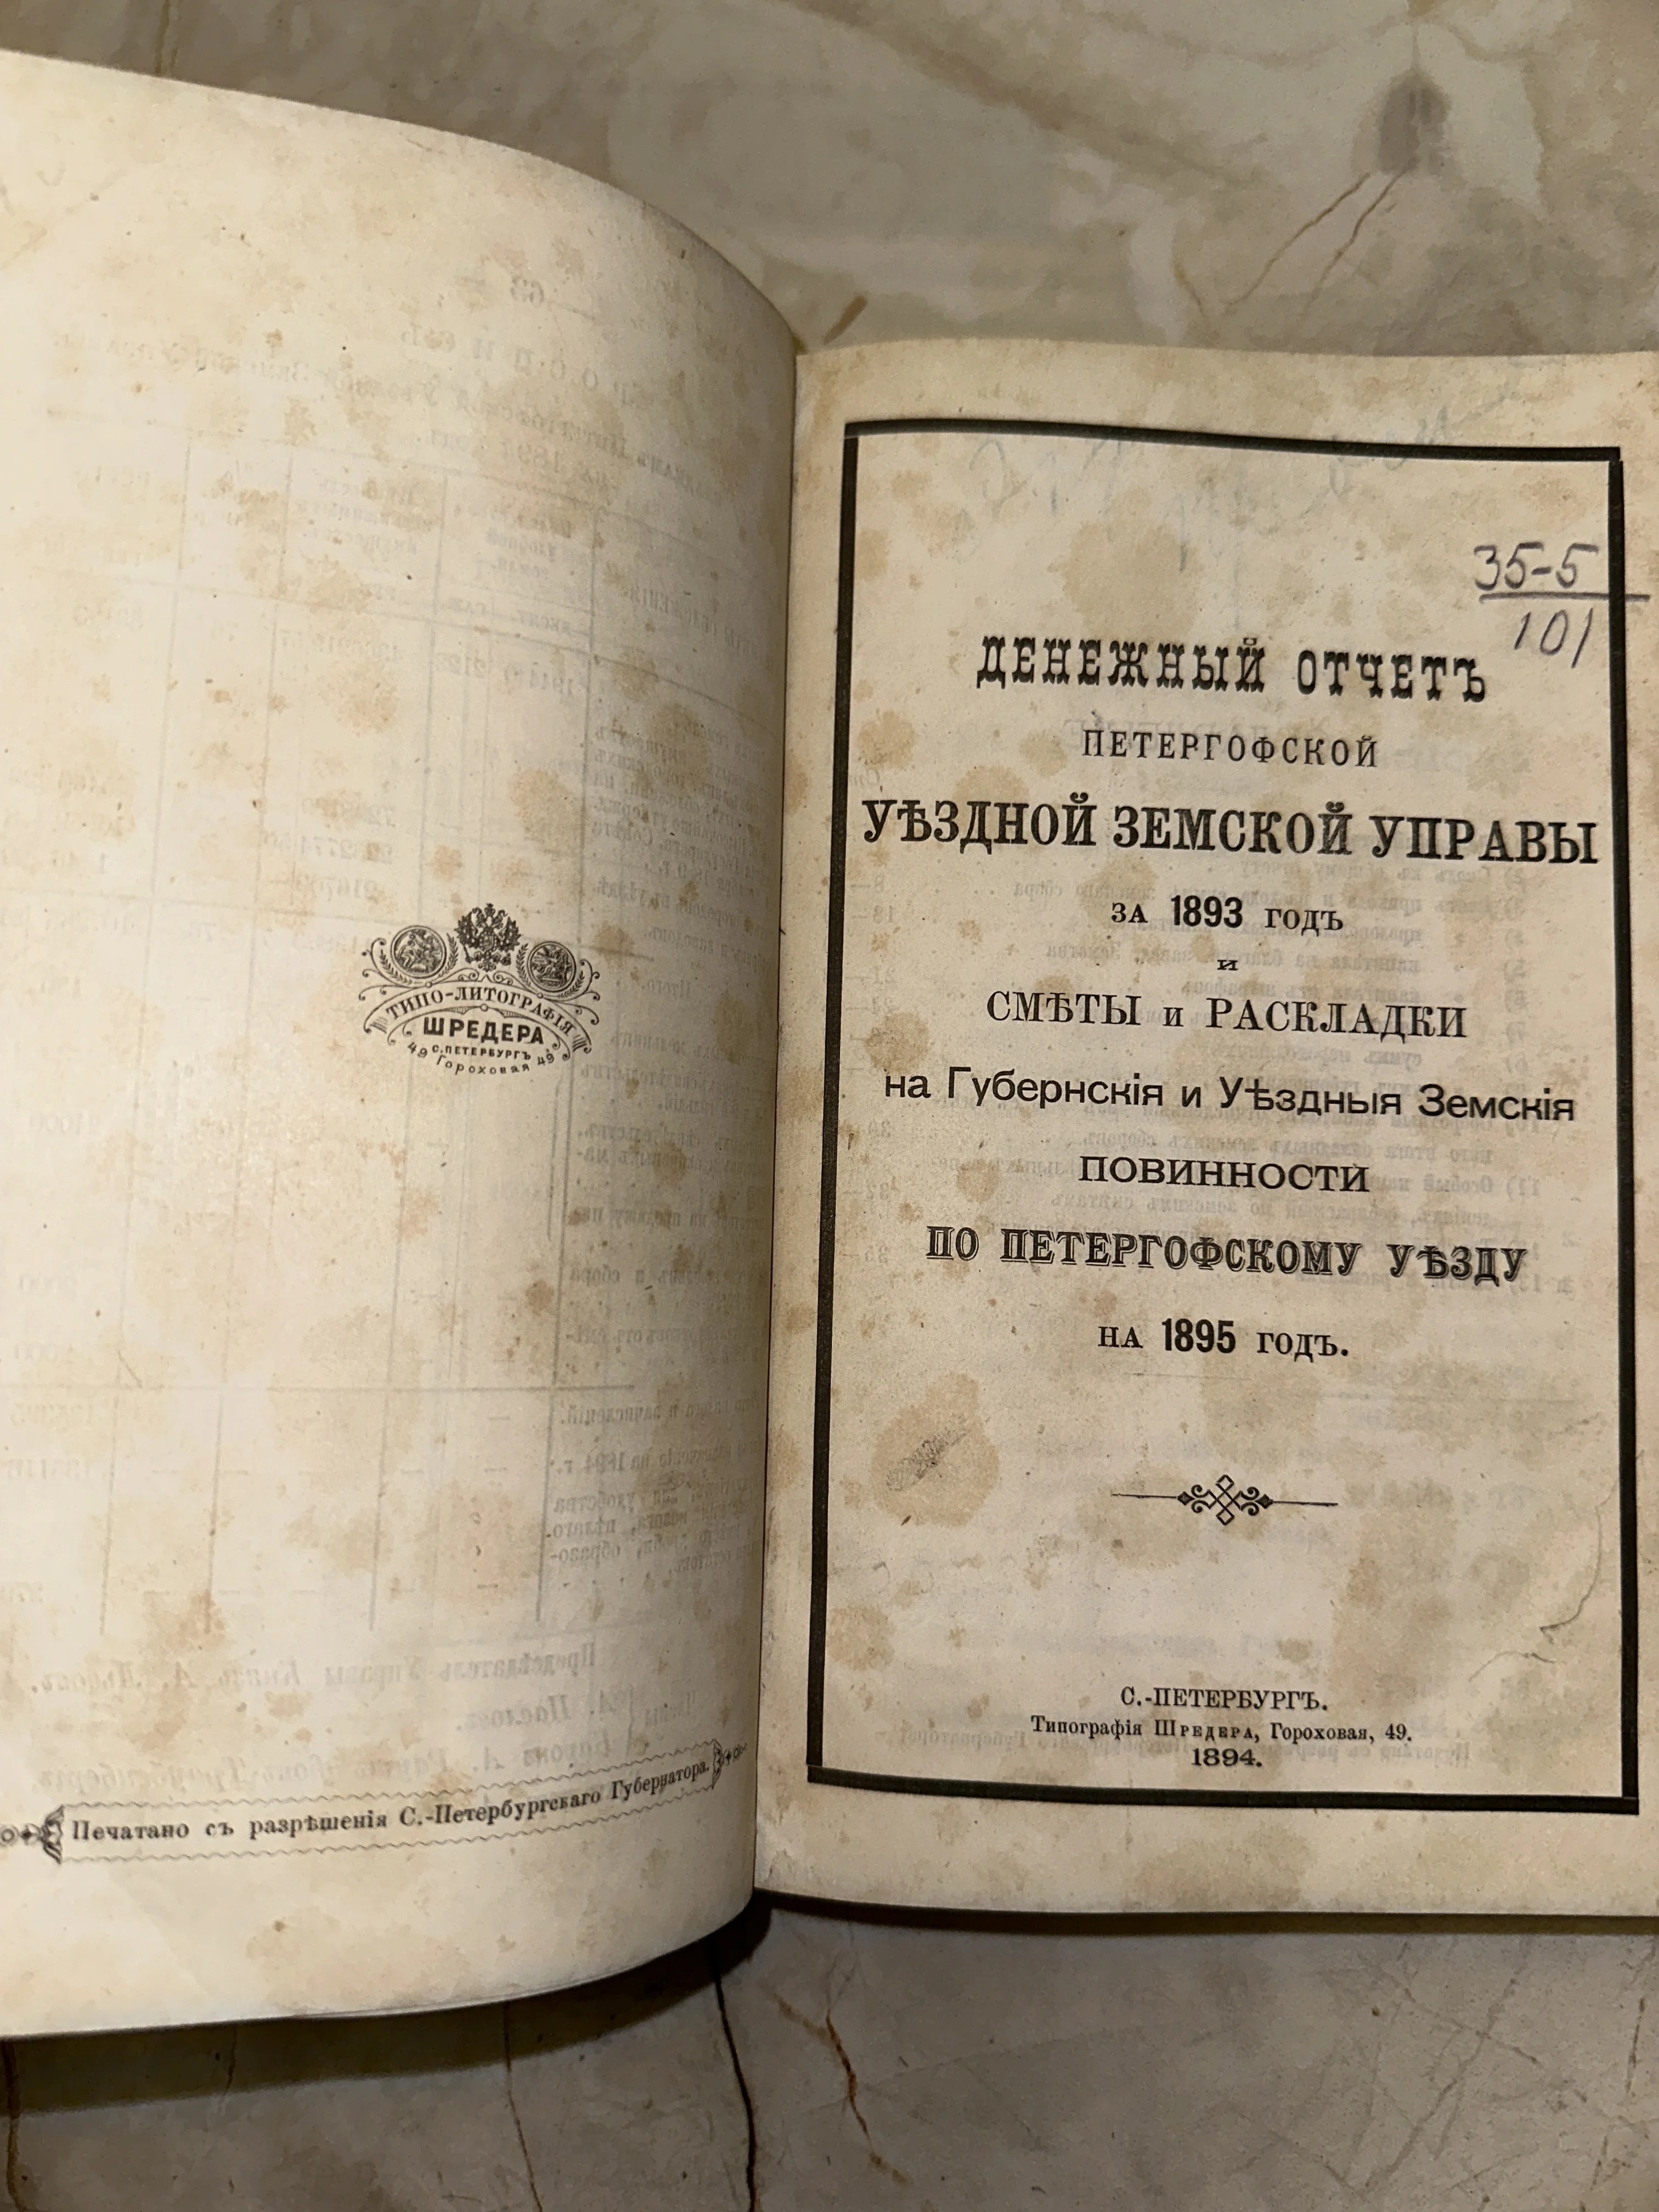 ТИПО-ЛИТОГРАФІЯ
ШРЕДЕРА
С.ПЕТЕРБУРГЪ
49 Гороховая 49
Печатано съ разрѣшенія С.-Петербургскаго Губернатора.
35-5
101
ДЕНЕЖНЫЙ ОТЧЕТЪ
ПЕТЕРГОФСКОЙ
УѢЗДНОЙ ЗЕМСКОЙ УПРАВЫ
ЗА 1893 ГОДЪ
и
СМѢТЫ и РАСКЛАДКИ
на Губернскія и Уѣздныя Земскія
ПОВИННОСТИ
ПО ПЕТЕРГОФСКОМУ УѢЗДУ
НА 1895 ГОДЪ.
С.-ПЕТЕРБУРГЪ.
Типографія Шредера, Гороховая, 49.
1894.